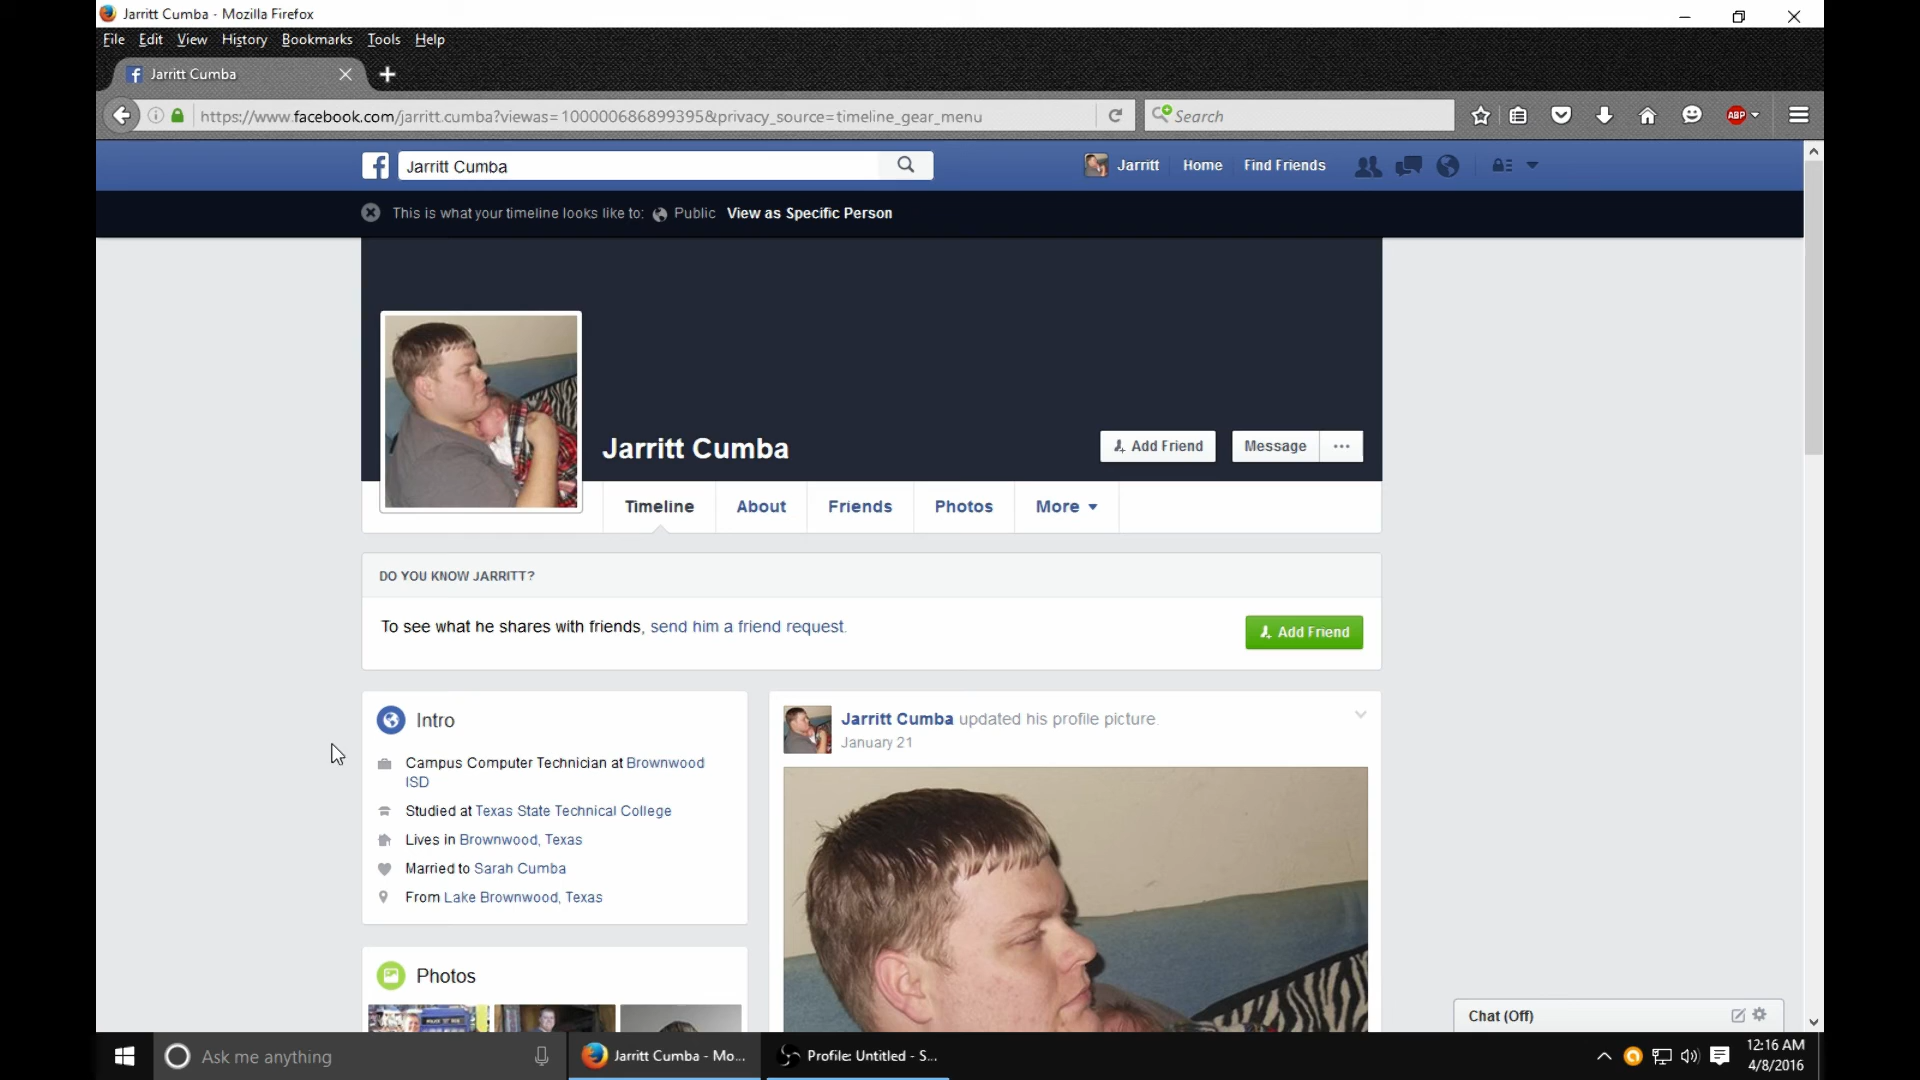 Jarritt Cumba - Mozilla Firefox
File Edit View History Bookmarks Tools Help
Jarritt Cumba
https://www.facebook.com/jarritt.cumba?viewas=100000686899395&privacy_source=timeline_gear_menu
Search
ABP
Jarritt Cumba
Jarritt Home Find Friends
This is what your timeline looks like to: Public View as Specific Person
Jarritt Cumba
Add Friend
Message
Timeline About Friends Photos More
DO YOU KNOW JARRITT?
To see what he shares with friends, send him a friend request.
Add Friend
Intro
Campus Computer Technician at Brownwood
ISD
Studied at Texas State Technical College
Lives in Brownwood, Texas
Married to Sarah Cumba
From Lake Brownwood, Texas
Photos
Jarritt Cumba updated his profile picture
January 21
Chat (Off)
Ask me anything
Jarritt Cumba - Mo...
Profile: Untitled - S...
12:16 AM
4/8/2016